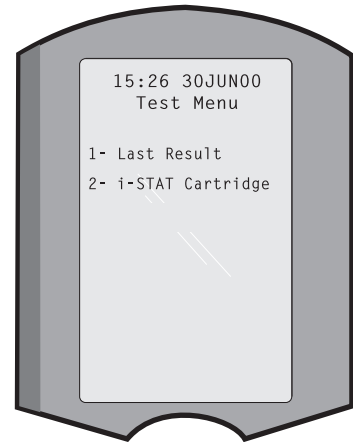 15:26 30JUN00
Test Menu
1- Last Result
2- i-STAT Cartridge